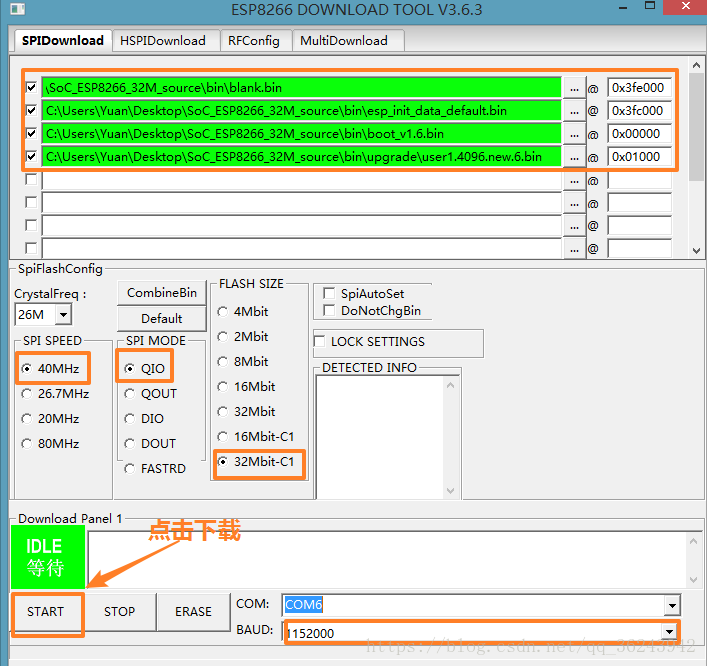 ESP8266 DOWNLOAD TOOL V3.6.3
SPIDownload HSPIDownload RFConfig MultiDownload
\SoC_ESP8266_32M_source\bin\blank.bin ... @ 0x3fe000
C:\Users\Yuan\Desktop\SoC_ESP8266_32M_source\bin\esp_init_data_default.bin ... @ 0x3fc000
C:\Users\Yuan\Desktop\SoC_ESP8266_32M_source\bin\boot_v1.6.bin ... @ 0x00000
C:\Users\Yuan\Desktop\SoC_ESP8266_32M_source\bin\upgrade\user1.4096.new.6.bin ... @ 0x01000
... @
... @
... @
... @
SpiFlashConfig
CrystalFreq :
26M
CombineBin
Default
SPI SPEED
40MHz
26.7MHz
20MHz
80MHz
SPI MODE
QIO
QOUT
DIO
DOUT
FASTRD
FLASH SIZE
4Mbit
2Mbit
8Mbit
16Mbit
32Mbit
16Mbit-C1
32Mbit-C1
SpiAutoSet
DoNotChgBin
LOCK SETTINGS
DETECTED INFO
Download Panel 1
点击下载
IDLE
等待
START STOP ERASE
COM: COM6
BAUD: 1152000
https://blog.csdn.net/qq_36243942